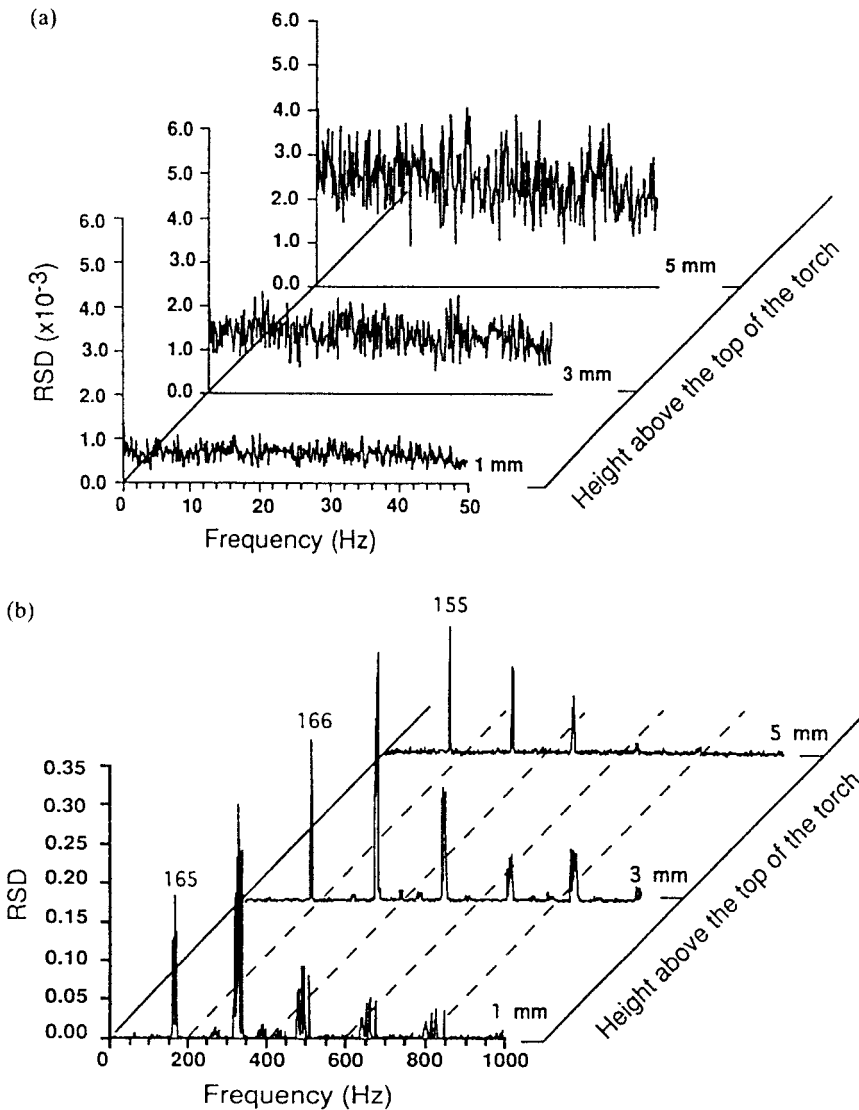 (a)
6.0
5.0
4.0
3.0
2.0
1.0
0.0
5 mm
6.0
5.0
4.0
3.0
2.0
1.0
0.0
3 mm
6.0
5.0
4.0
3.0
2.0
1.0
0.0
1 mm
RSD (x10-3)
0 10 20 30 40 50
Frequency (Hz)
Height above the top of the torch
(b)
155
5 mm
166
3 mm
165
1 mm
0.35
0.30
0.25
0.20
0.15
0.10
0.05
0.00
RSD
0 200 400 600 800 1000
Frequency (Hz)
Height above the top of the torch